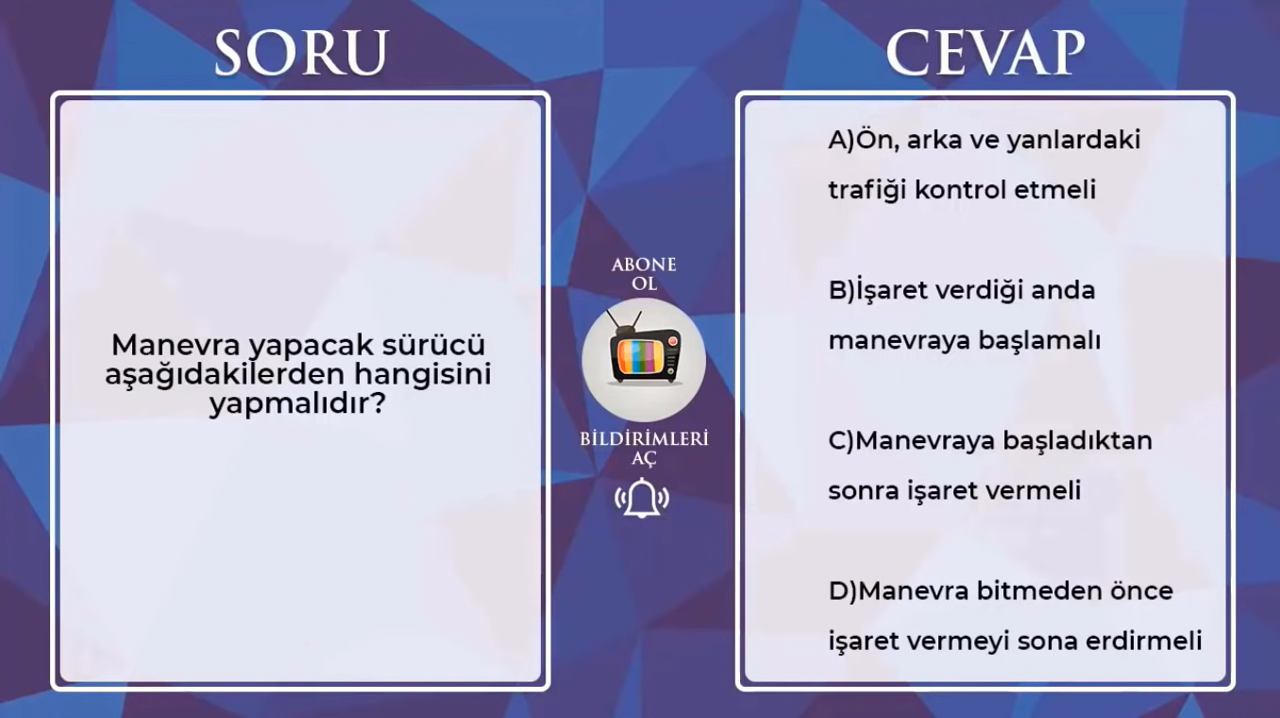 SORU
Manevra yapacak sürücü
aşağıdakilerden hangisini
yapmalıdır?
ABONE
OL
BİLDİRİMLERİ
AÇ
CEVAP
A)Ön, arka ve yanlardaki
trafiği kontrol etmeli
B)İşaret verdiği anda
manevraya başlamalı
C)Manevraya başladıktan
sonra işaret vermeli
D)Manevra bitmeden önce
işaret vermeyi sona erdirmeli